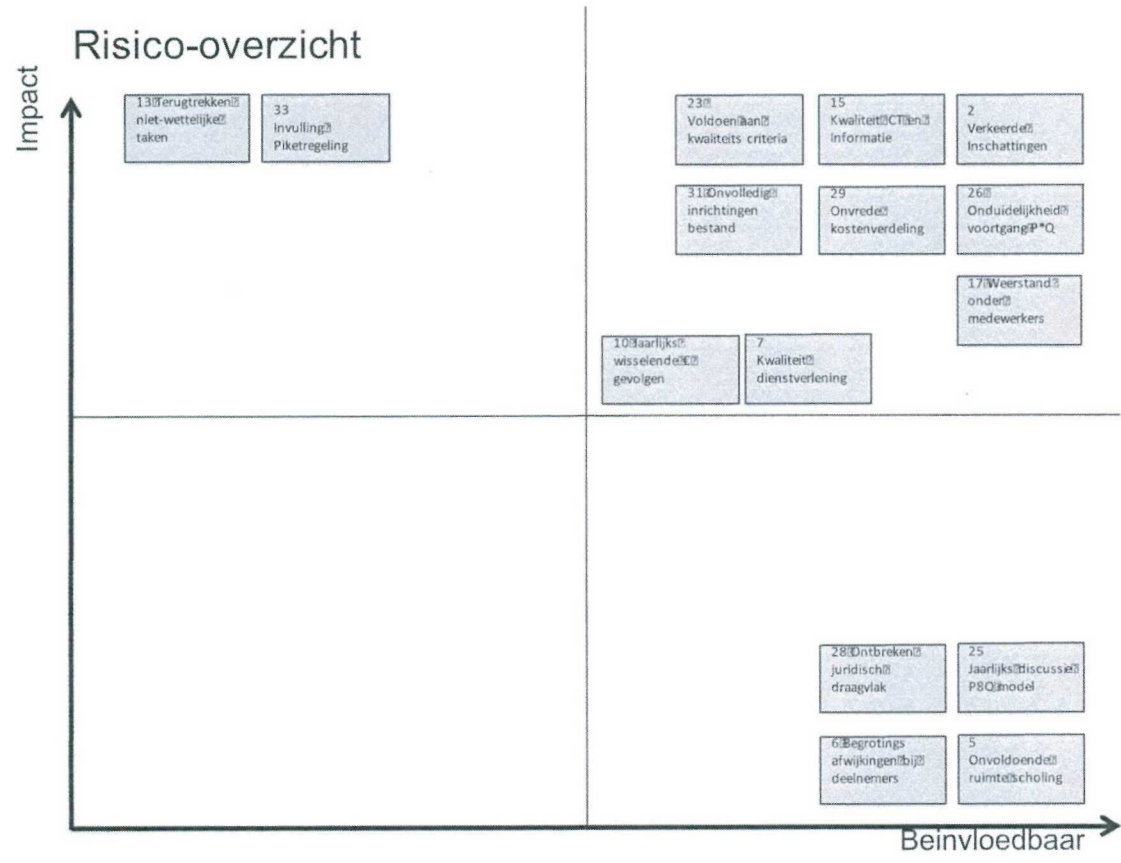 Risico-overzicht
Impact
13⍰Terugtrekken⍰
niet-wettelijke⍰
taken
33
Invulling⍰
Piketregeling
23⍰
Voldoen⍰aan⍰
kwaliteits criteria
15
Kwaliteit⍰CT⍰en⍰
Informatie
2
Verkeerde⍰
Inschattingen
31⍰Onvolledig⍰
inrichtingen
bestand
29
Onvrede⍰
kostenverdeling
26⍰
Onduidelijkheid⍰
voortgang⍰P*Q
17⍰Weerstand⍰
onder⍰
medewerkers
10⍰Jaarlijks⍰
wisselende⍰€⍰
gevolgen
7
Kwaliteit⍰
dienstverlening
28⍰Ontbreken⍰
juridisch⍰
draagvlak
25
Jaarlijks⍰discussie⍰
P8Q⍰model
6⍰Begrotings
afwijkingen⍰bij⍰
deelnemers
5
Onvoldoende⍰
ruimte⍰scholing
Beinvloedbaar